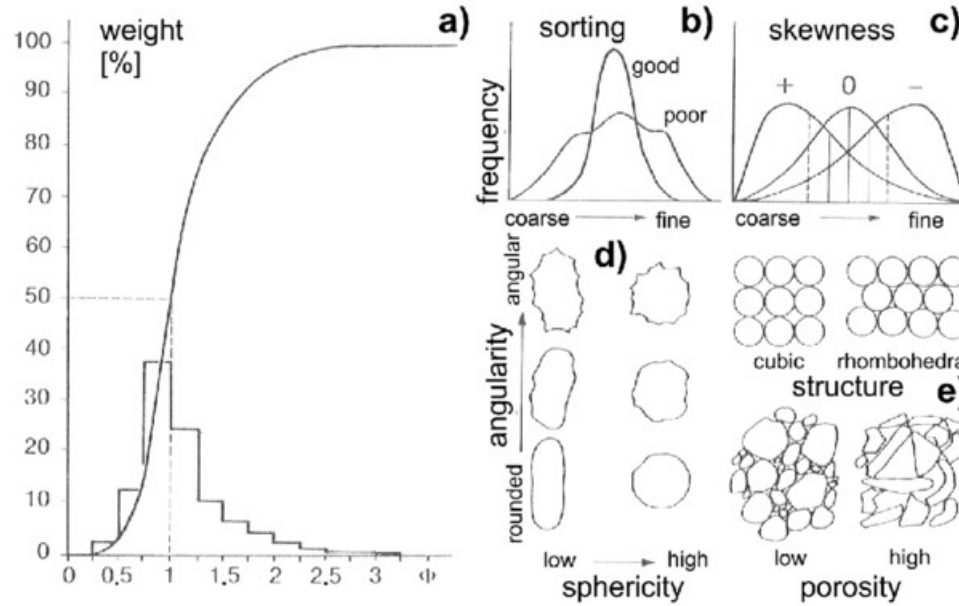 a)
weight
[%]
100
90
80
70
60
50
40
30
20
10
0
0 0,5 1 1,5 2 2,5 3 Φ
b)
sorting
good
poor
frequency
coarse fine
c)
skewness
+ 0 −
coarse fine
d)
angular
angularity
rounded
low high
sphericity
cubic rhombohedra
structure
e)
low high
porosity